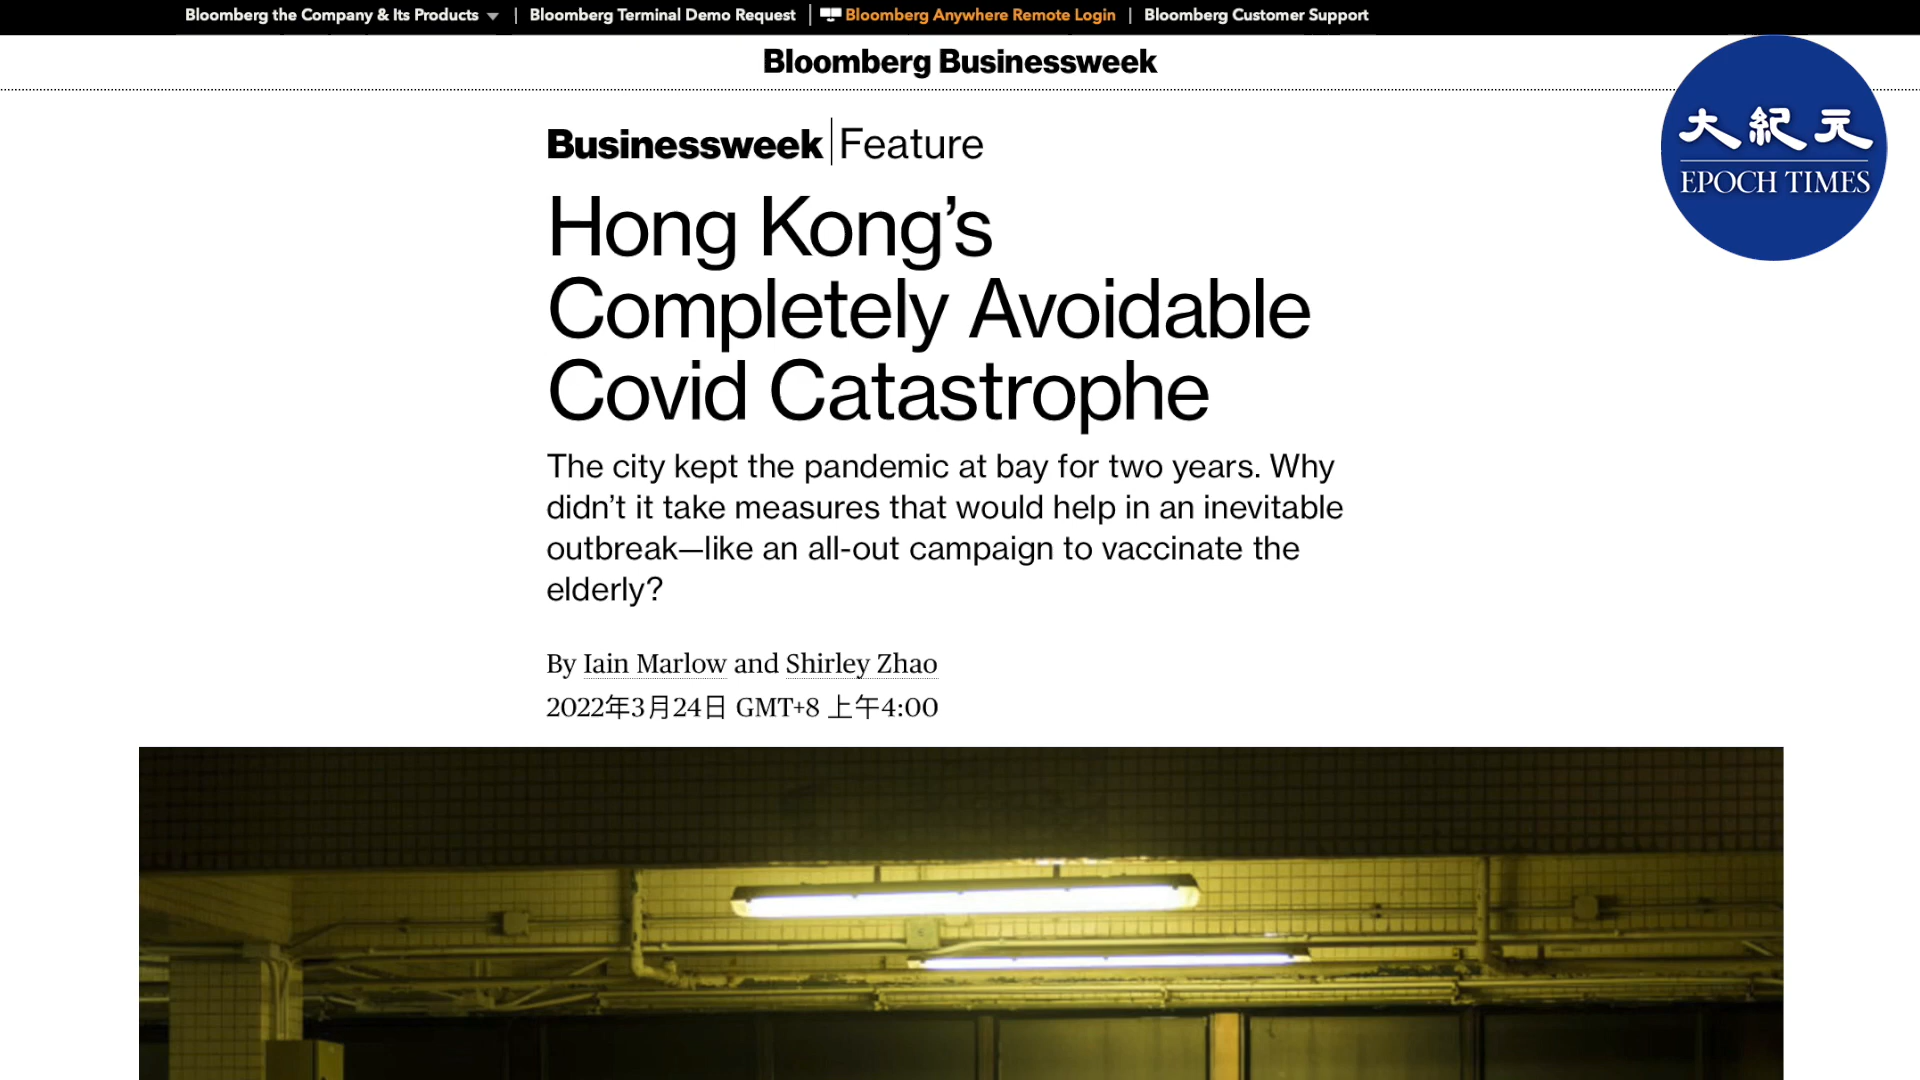 Bloomberg the Company & Its Products | Bloomberg Terminal Demo Request | Bloomberg Anywhere Remote Login | Bloomberg Customer Support
Bloomberg Businessweek
大紀元
EPOCH TIMES
Businessweek | Feature
Hong Kong’s
Completely Avoidable
Covid Catastrophe
The city kept the pandemic at bay for two years. Why
didn’t it take measures that would help in an inevitable
outbreak—like an all-out campaign to vaccinate the
elderly?
By Iain Marlow and Shirley Zhao
2022年3月24日 GMT+8 上午4:00